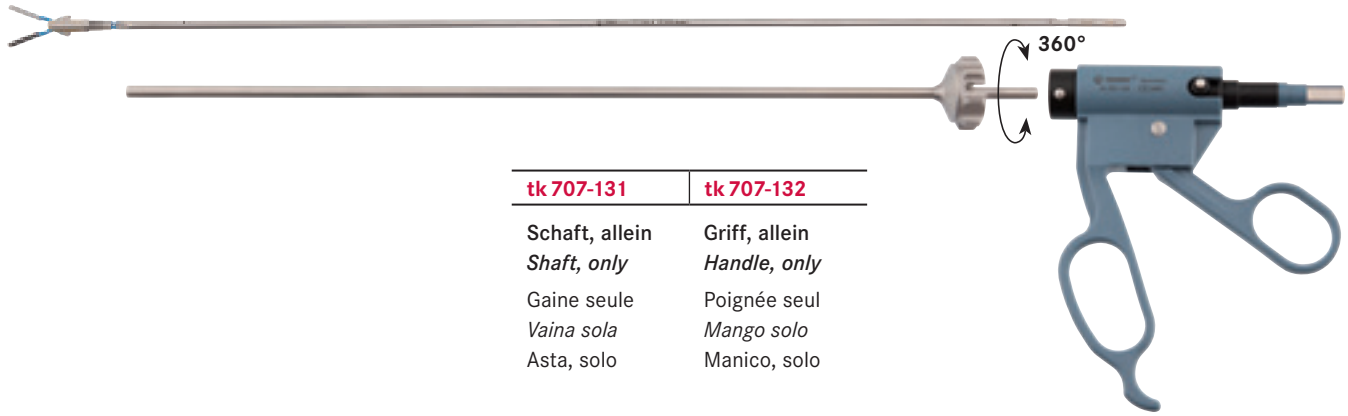 360°
tk 707-131 tk 707-132
Schaft, allein Griff, allein
Shaft, only Handle, only
Gaine seule Poignée seul
Vaina sola Mango solo
Asta, solo Manico, solo